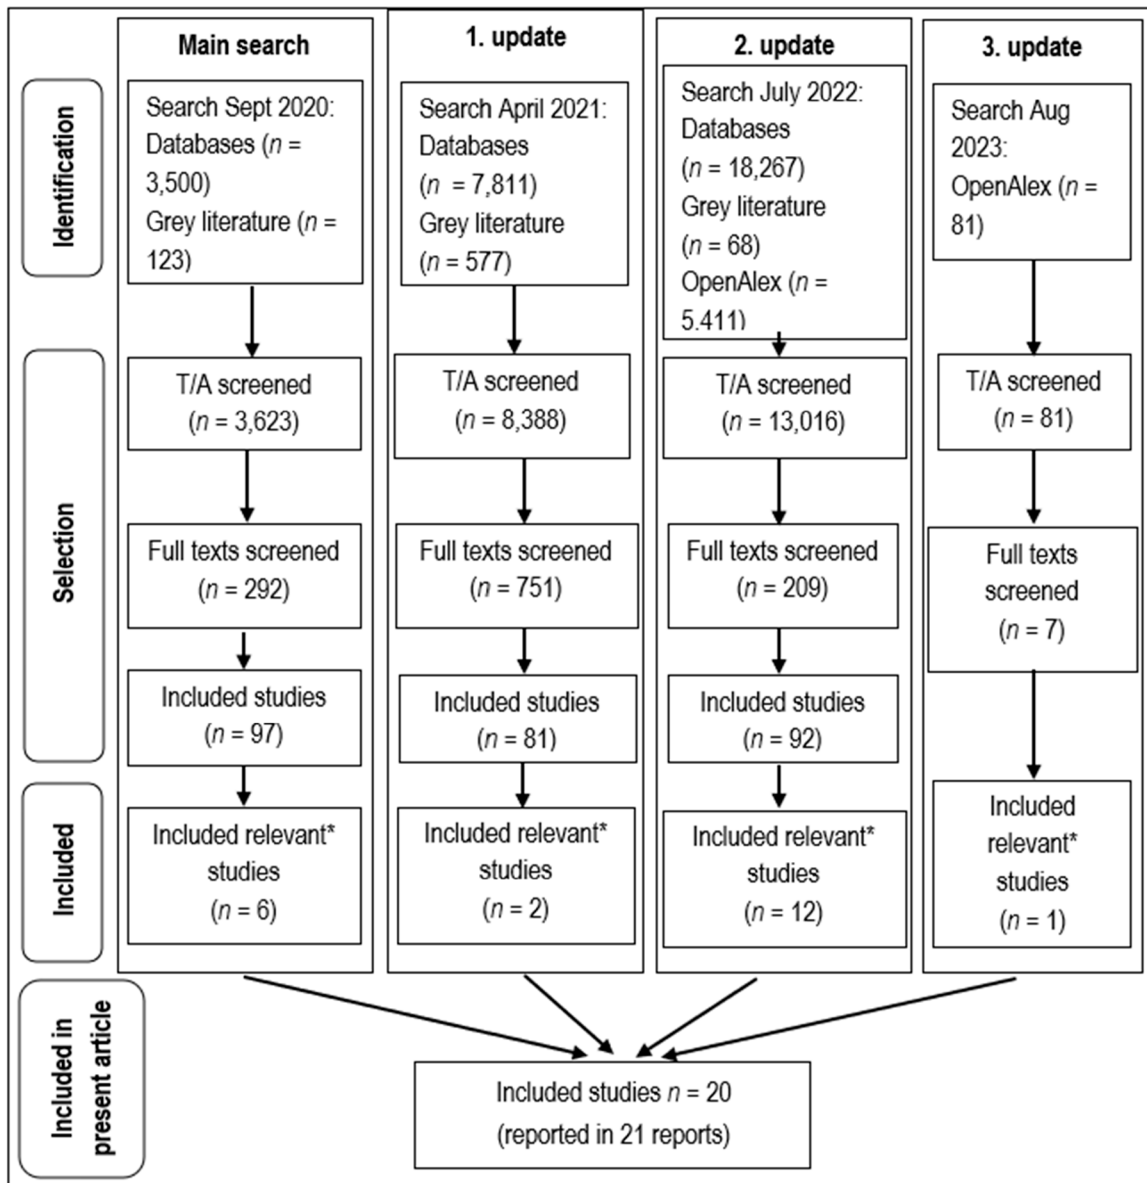 Main search
1. update
2. update
3. update
Identification
Search Sept 2020:
Databases (n =
3,500)
Grey literature (n =
123)
Search April 2021:
Databases
(n = 7,811)
Grey literature
(n = 577)
Search July 2022:
Databases
(n = 18,267)
Grey literature
(n = 68)
OpenAlex (n =
5.411)
Search Aug
2023:
OpenAlex (n =
81)
Selection
T/A screened
(n = 3,623)
T/A screened
(n = 8,388)
T/A screened
(n = 13,016)
T/A screened
(n = 81)
Full texts screened
(n = 292)
Full texts screened
(n = 751)
Full texts screened
(n = 209)
Full texts
screened
(n = 7)
Included studies
(n = 97)
Included studies
(n = 81)
Included studies
(n = 92)
Included
Included relevant*
studies
(n = 6)
Included relevant*
studies
(n = 2)
Included relevant*
studies
(n = 12)
Included
relevant*
studies
(n = 1)
Included in
present article
Included studies n = 20
(reported in 21 reports)